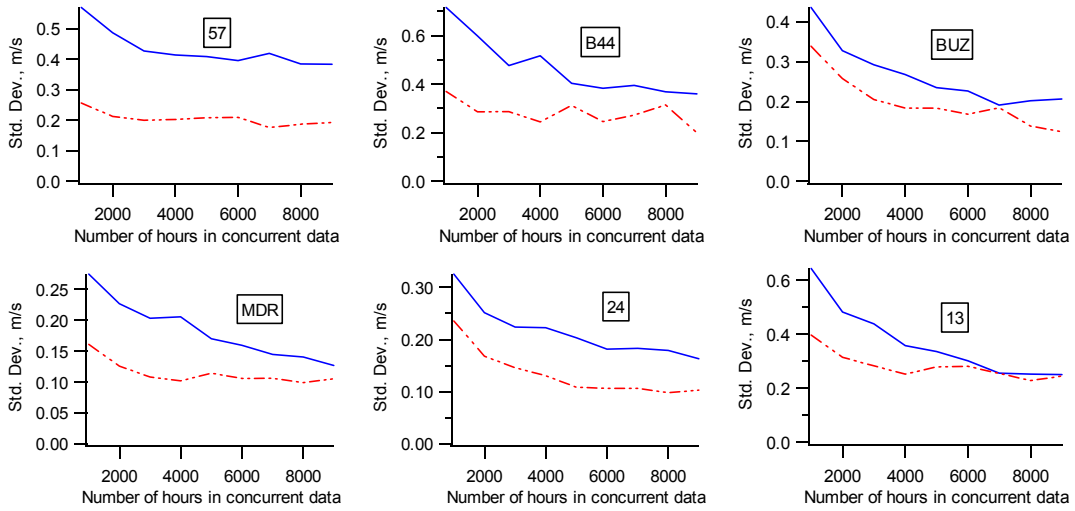 57
Std. Dev., m/s
0.5
0.4
0.3
0.2
0.1
0.0
2000 4000 6000 8000
Number of hours in concurrent data
B44
Std. Dev., m/s
0.6
0.4
0.2
0.0
2000 4000 6000 8000
Number of hours in concurrent data
BUZ
Std. Dev., m/s
0.4
0.3
0.2
0.1
0.0
2000 4000 6000 8000
Number of hours in concurrent data
MDR
Std. Dev., m/s
0.25
0.20
0.15
0.10
0.05
0.00
2000 4000 6000 8000
Number of hours in concurrent data
24
Std. Dev., m/s
0.30
0.20
0.10
0.00
2000 4000 6000 8000
Number of hours in concurrent data
13
Std. Dev., m/s
0.6
0.4
0.2
0.0
2000 4000 6000 8000
Number of hours in concurrent data